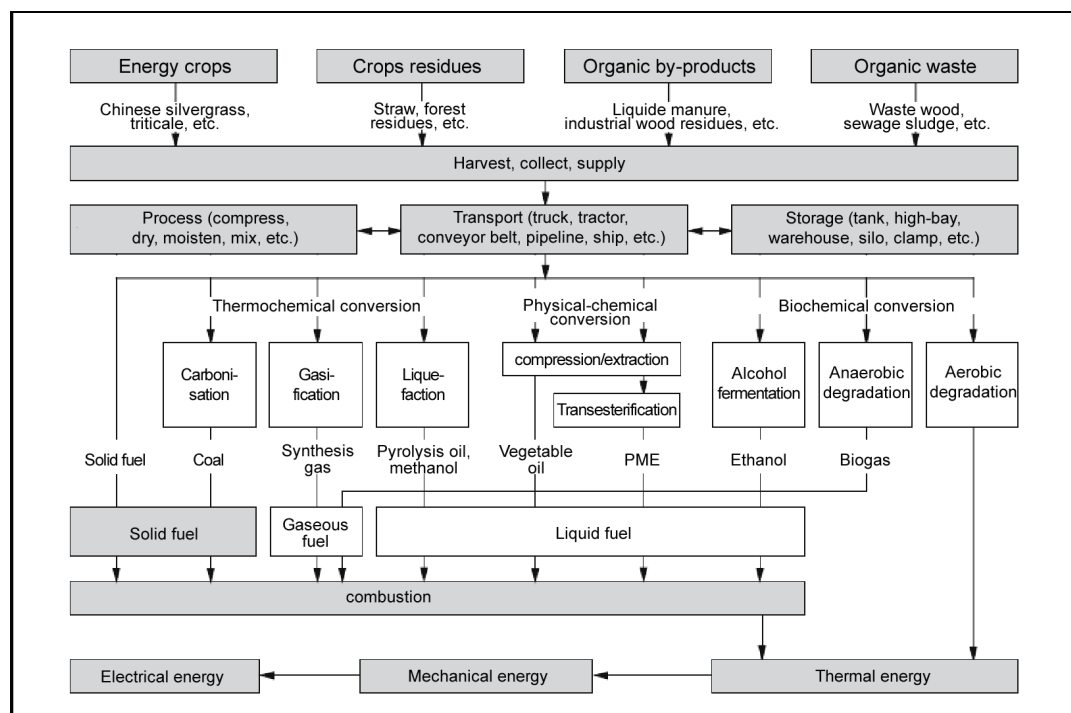 Energy crops
Crops residues
Organic by-products
Organic waste
Chinese silvergrass,
triticale, etc.
Straw, forest
residues, etc.
Liquide manure,
industrial wood residues, etc.
Waste wood,
sewage sludge, etc.
Harvest, collect, supply
Process (compress,
dry, moisten, mix, etc.)
Transport (truck, tractor,
conveyor belt, pipeline, ship, etc.)
Storage (tank, high-bay,
warehouse, silo, clamp, etc.)
Thermochemical conversion
Physical-chemical
conversion
Biochemical conversion
Carboni-
sation
Gasi-
fication
Lique-
faction
compression/extraction
Transesterification
Alcohol
fermentation
Anaerobic
degradation
Aerobic
degradation
Solid fuel
Coal
Synthesis
gas
Pyrolysis oil,
methanol
Vegetable
oil
PME
Ethanol
Biogas
Solid fuel
Gaseous
fuel
Liquid fuel
combustion
Electrical energy
Mechanical energy
Thermal energy